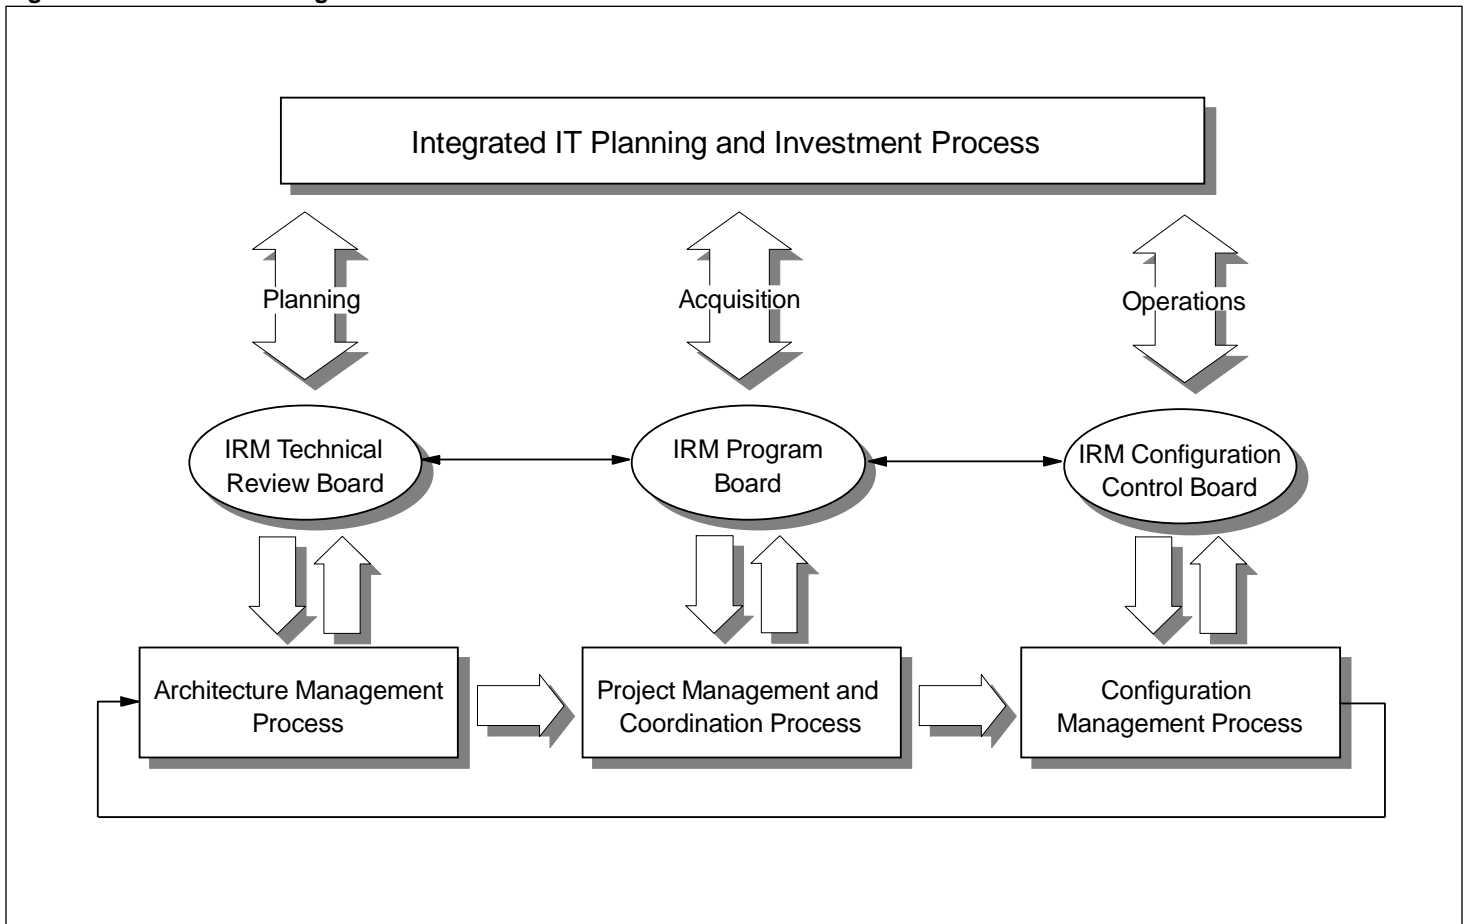 Integrated IT Planning and Investment Process
Planning
Acquisition
Operations
IRM Technical
Review Board
IRM Program
Board
IRM Configuration
Control Board
Architecture Management
Process
Project Management and
Coordination Process
Configuration
Management Process